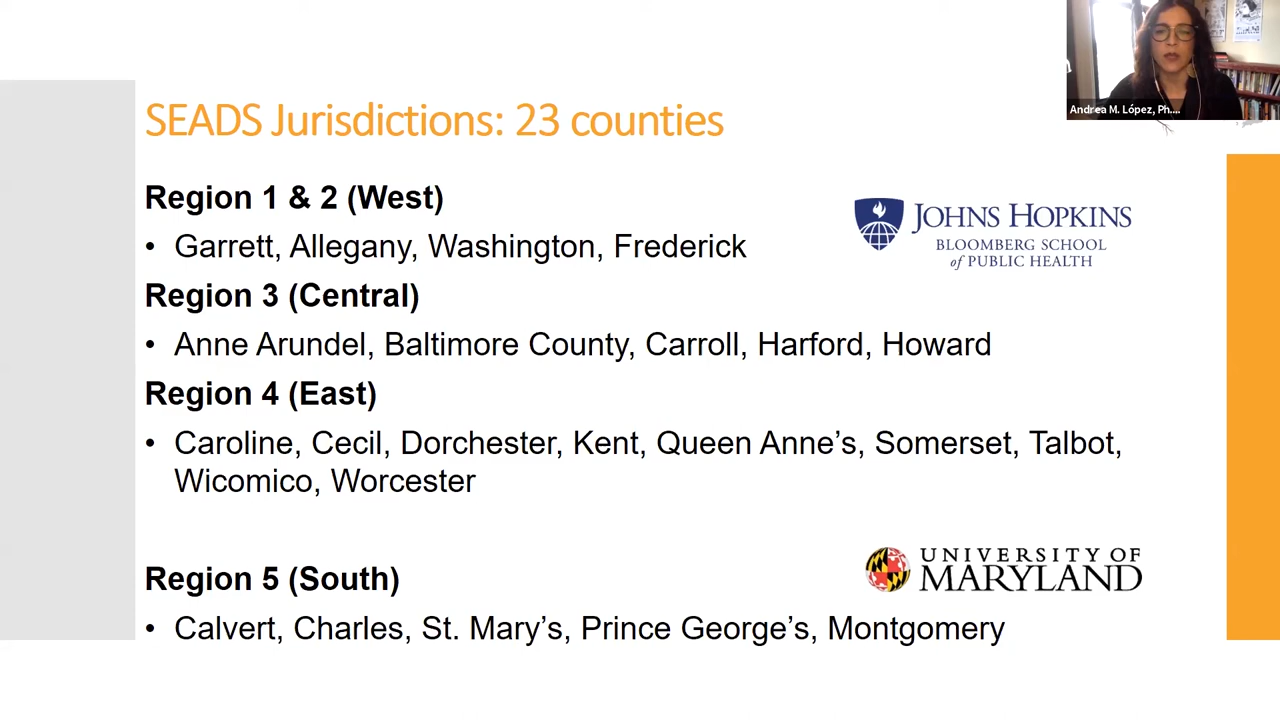 SEADS Jurisdictions: 23 counties
Andrea M. López, Ph....
Region 1 & 2 (West)
• Garrett, Allegany, Washington, Frederick
JOHNS HOPKINS
BLOOMBERG SCHOOL
of PUBLIC HEALTH
Region 3 (Central)
• Anne Arundel, Baltimore County, Carroll, Harford, Howard
Region 4 (East)
• Caroline, Cecil, Dorchester, Kent, Queen Anne’s, Somerset, Talbot,
Wicomico, Worcester
Region 5 (South)
UNIVERSITY OF
MARYLAND
• Calvert, Charles, St. Mary’s, Prince George’s, Montgomery